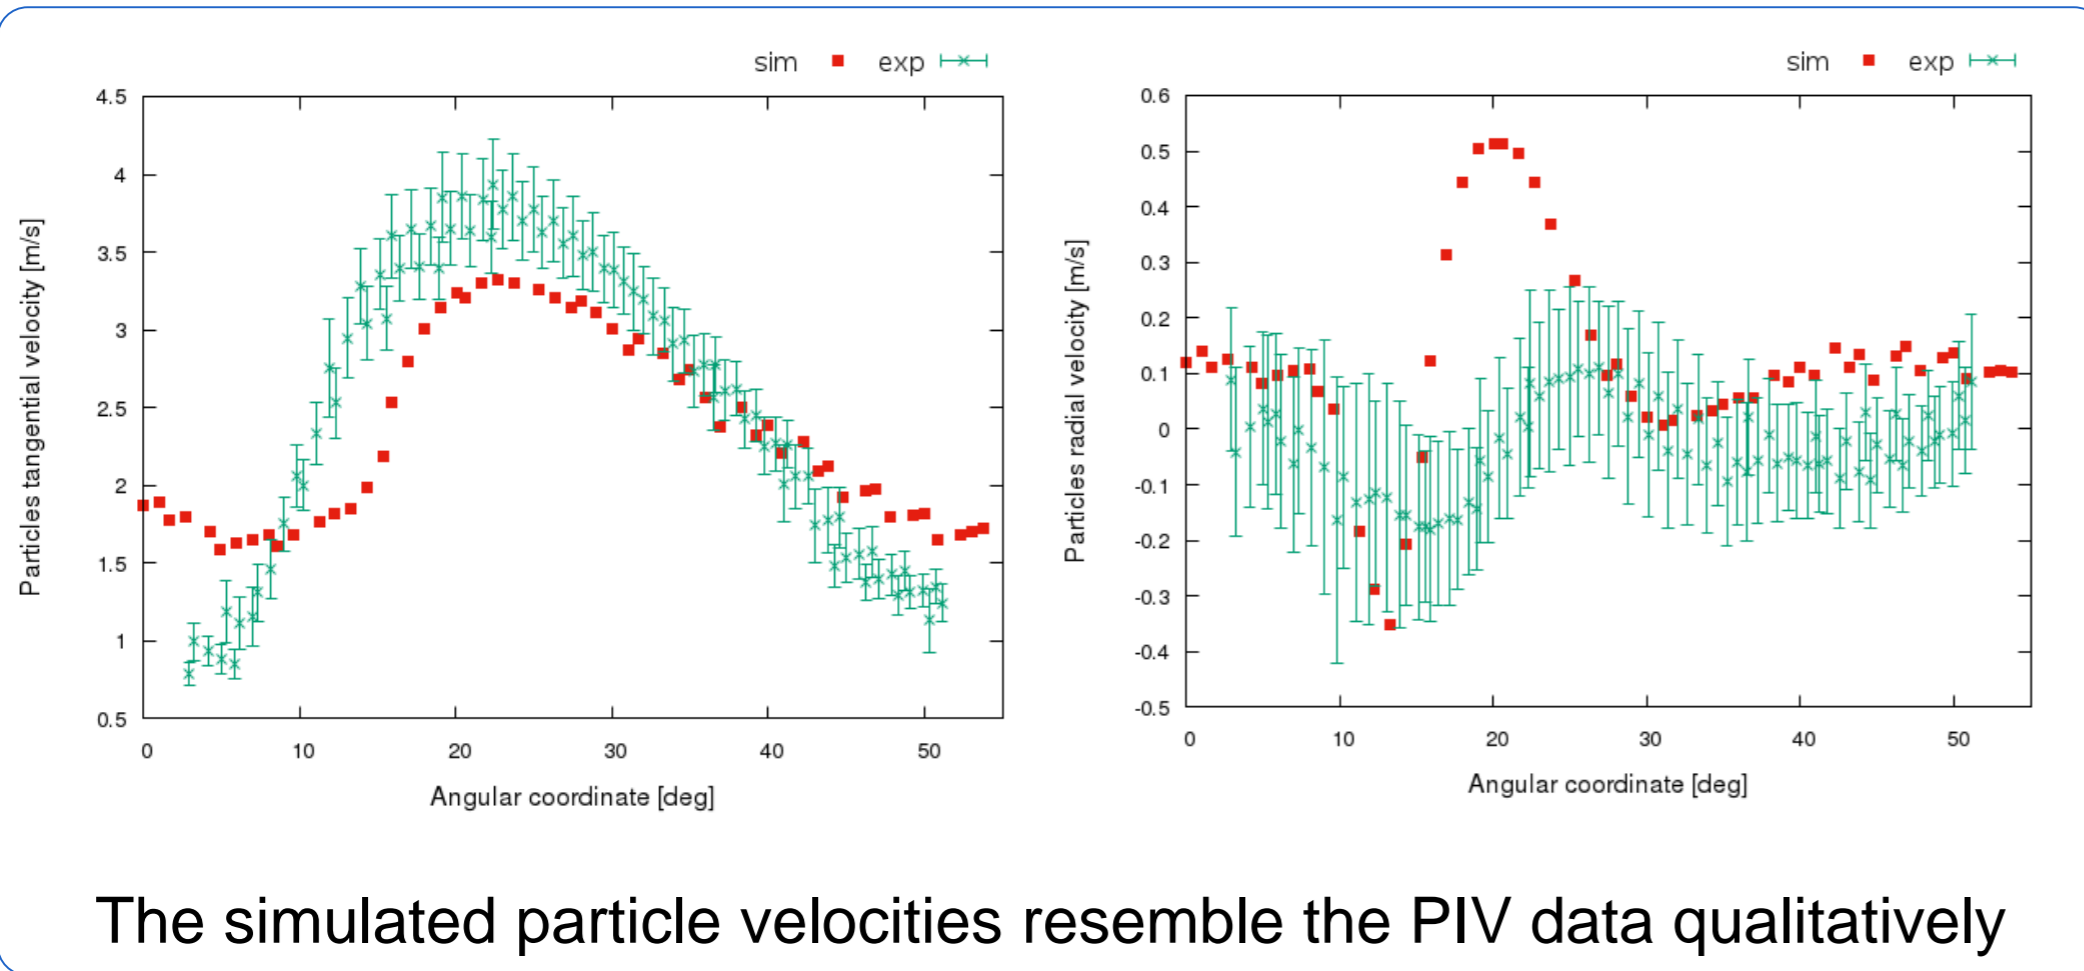 sim exp
4.5
4
3.5
3
2.5
2
1.5
1
0.5
Particles tangential velocity [m/s]
0 10 20 30 40 50
Angular coordinate [deg]
sim exp
0.6
0.5
0.4
0.3
0.2
0.1
0
-0.1
-0.2
-0.3
-0.4
-0.5
Particles radial velocity [m/s]
0 10 20 30 40 50
Angular coordinate [deg]
The simulated particle velocities resemble the PIV data qualitatively